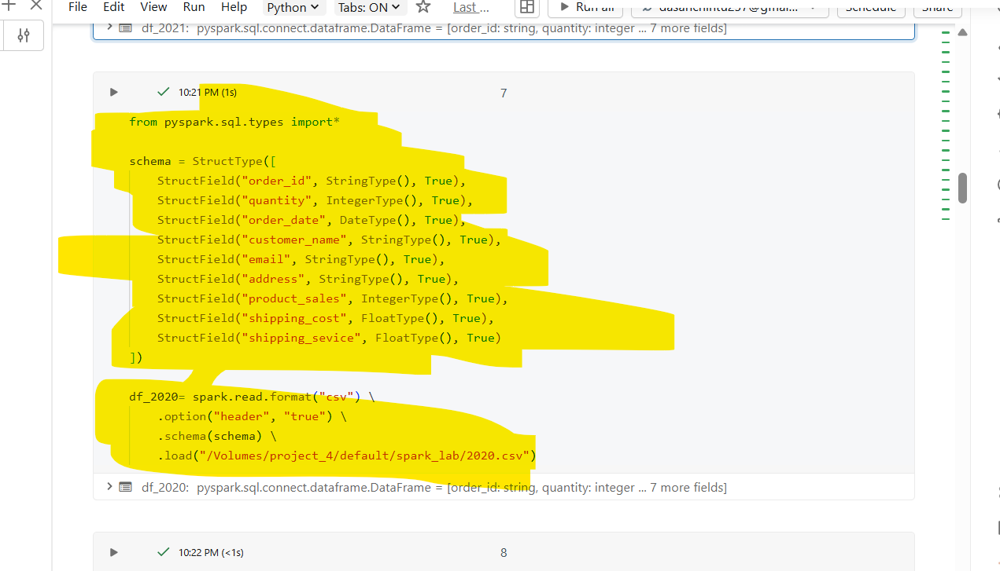 File Edit View Run Help Python Tabs: ON Last ... Run all dasarichintu257@gmai... Schedule Share
df_2021: pyspark.sql.connect.dataframe.DataFrame = [order_id: string, quantity: integer ... 7 more fields]
10:21 PM (1s) 7
from pyspark.sql.types import*
schema = StructType([
StructField("order_id", StringType(), True),
StructField("quantity", IntegerType(), True),
StructField("order_date", DateType(), True),
StructField("customer_name", StringType(), True),
StructField("email", StringType(), True),
StructField("address", StringType(), True),
StructField("product_sales", IntegerType(), True),
StructField("shipping_cost", FloatType(), True),
StructField("shipping_sevice", FloatType(), True)
])
df_2020= spark.read.format("csv") \
.option("header", "true") \
.schema(schema) \
.load("/Volumes/project_4/default/spark_lab/2020.csv")
df_2020: pyspark.sql.connect.dataframe.DataFrame = [order_id: string, quantity: integer ... 7 more fields]
10:22 PM (<1s) 8